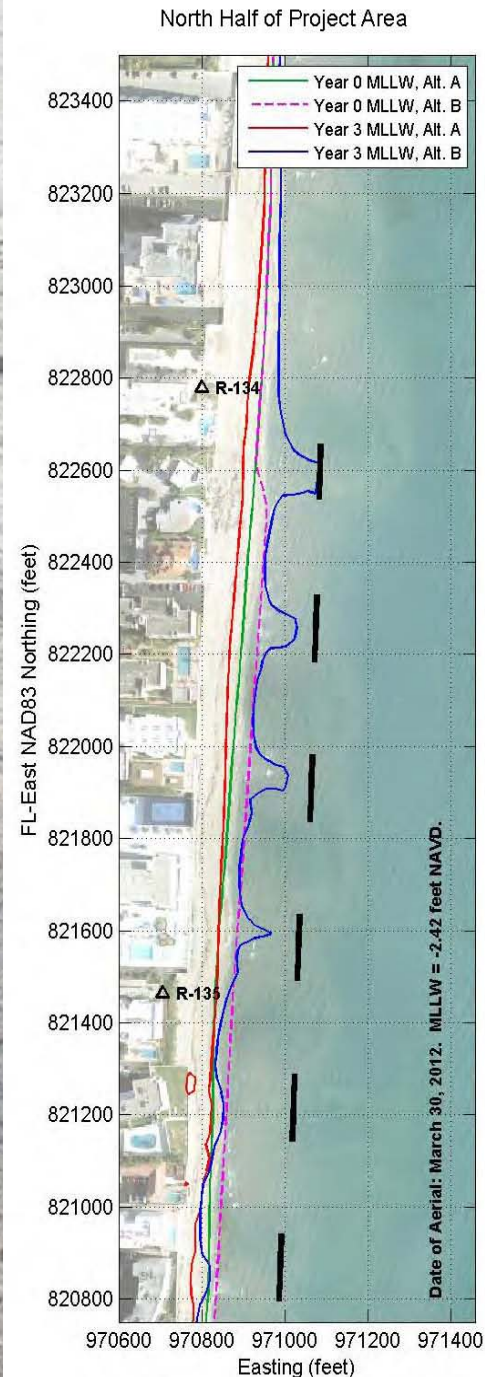 North Half of Project Area
Year 0 MLLW, Alt. A
Year 0 MLLW, Alt. B
Year 3 MLLW, Alt. A
Year 3 MLLW, Alt. B
823400
823200
823000
822800
822600
822400
822200
822000
821800
821600
821400
821200
821000
820800
FL-East NAD83 Northing (feet)
R-134
R-135
Date of Aerial: March 30, 2012. MLLW = -2.42 feet NAVD.
970600 970800 971000 971200 971400
Easting (feet)